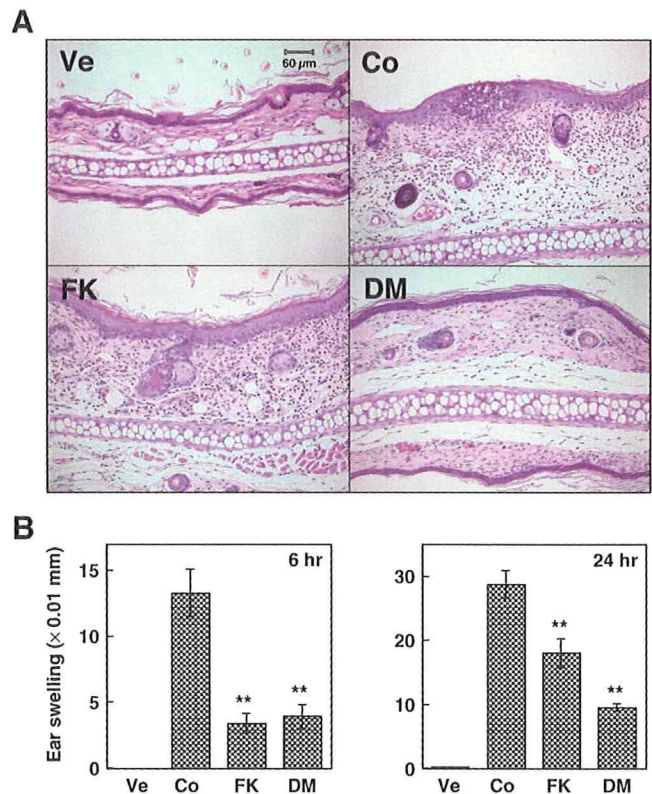 A
Ve
60 µm
Co
FK
DM
B
Ear swelling (× 0.01 mm)
15
10
5
0
6 hr
**
**
Ve Co FK DM
30
20
10
0
24 hr
**
**
Ve Co FK DM